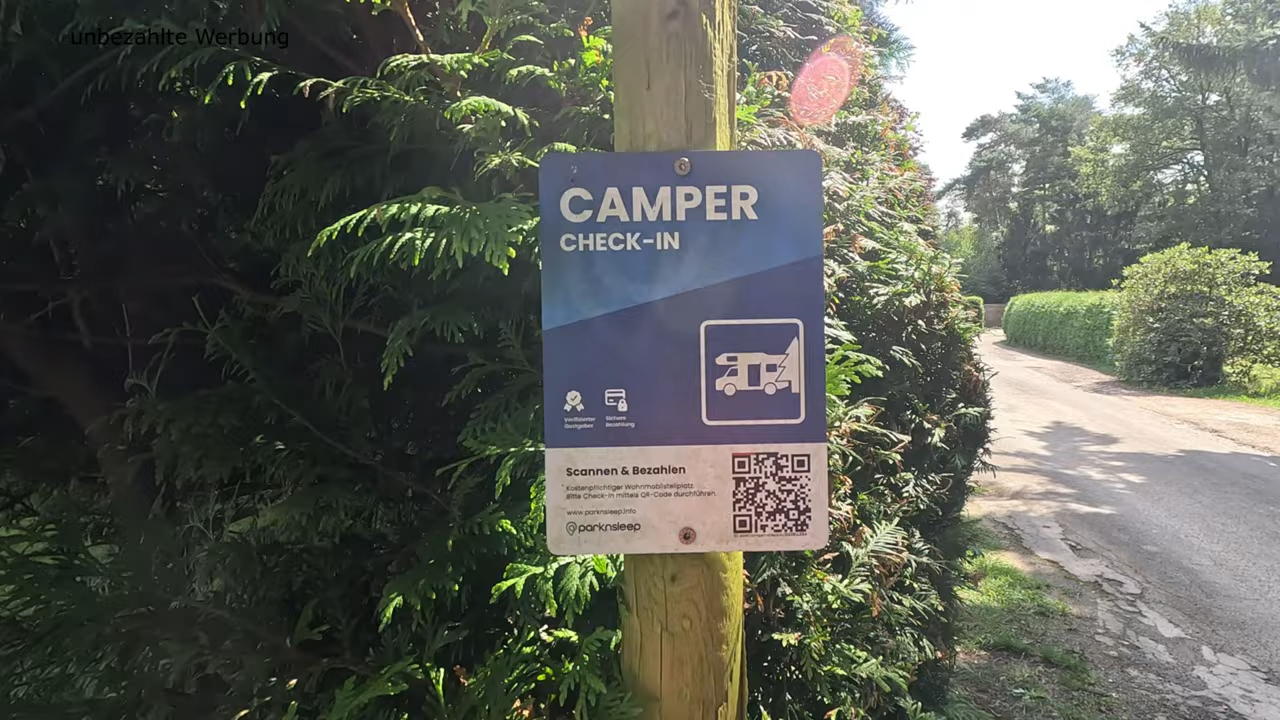 unbezahlte Werbung
CAMPER
CHECK-IN
Verifizierter
Gastgeber
Sichere
Bezahlung
Scannen & Bezahlen
Kostenpflichtiger Wohnmobilstellplatz.
Bitte Check-in mittels QR-Code durchführen.
www.parknsleep.info
parknsleep